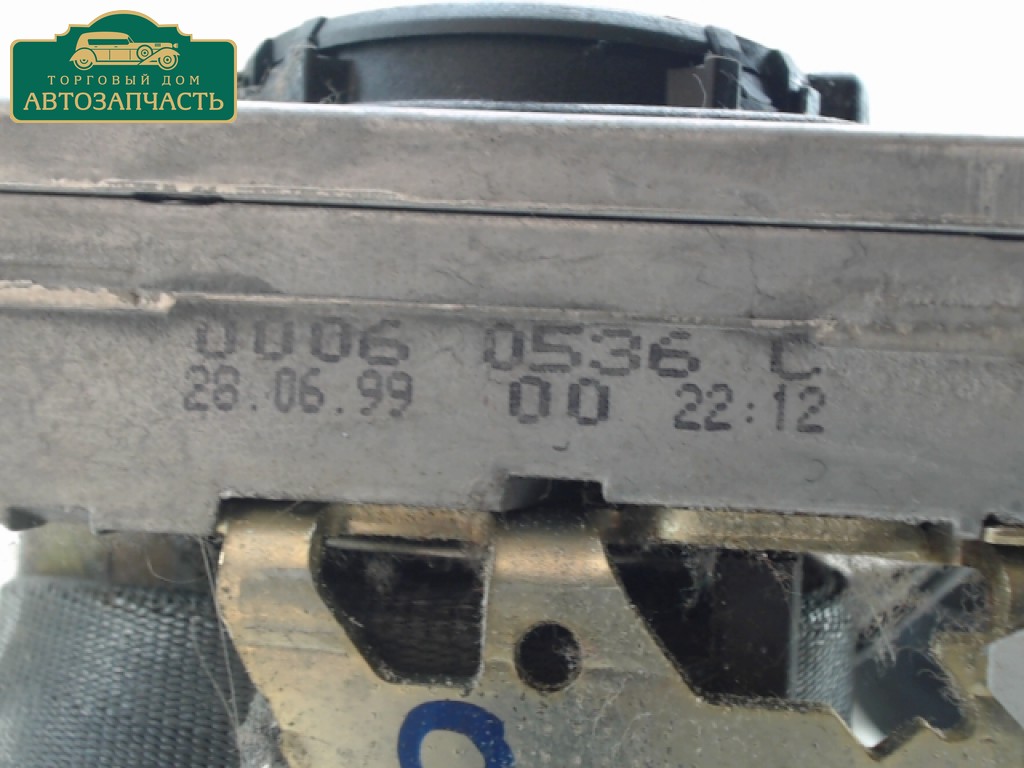 ТОРГОВЫЙ ДОМ
АВТОЗАПЧАСТЬ
0006 0536 C
28.06.99 00 22:12